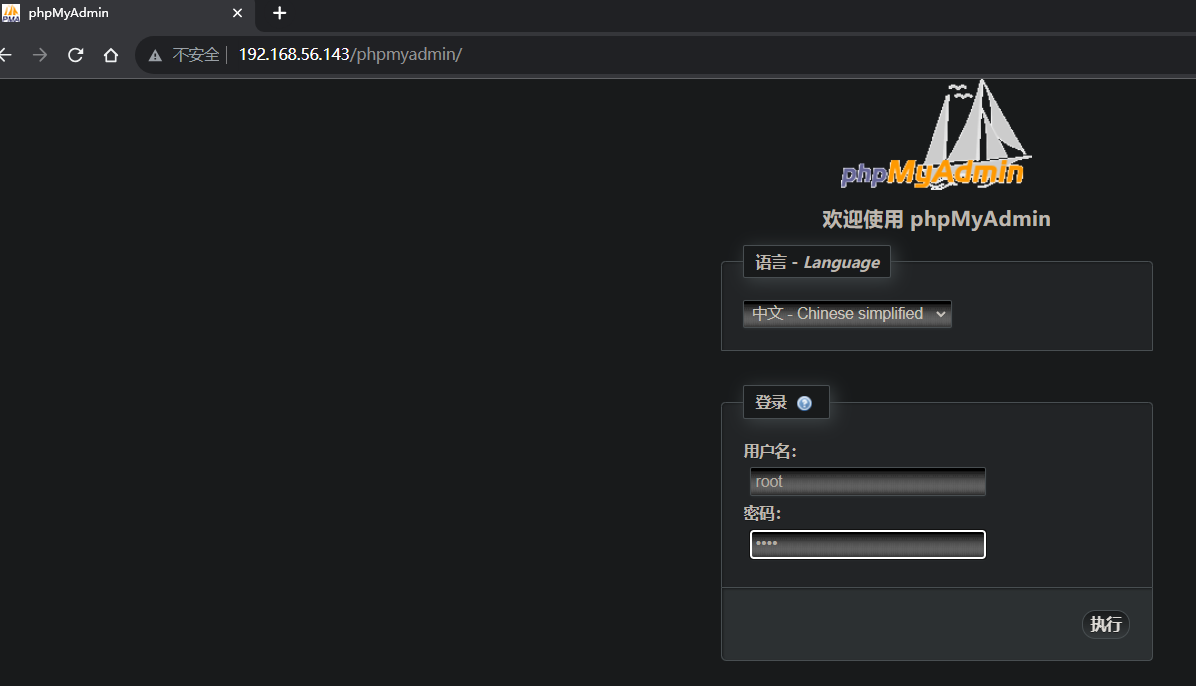 phpMyAdmin
不安全 192.168.56.143/phpmyadmin/
phpMyAdmin
欢迎使用 phpMyAdmin
语言 - Language
中文 - Chinese simplified
登录
用户名:
root
密码:
••••
执行